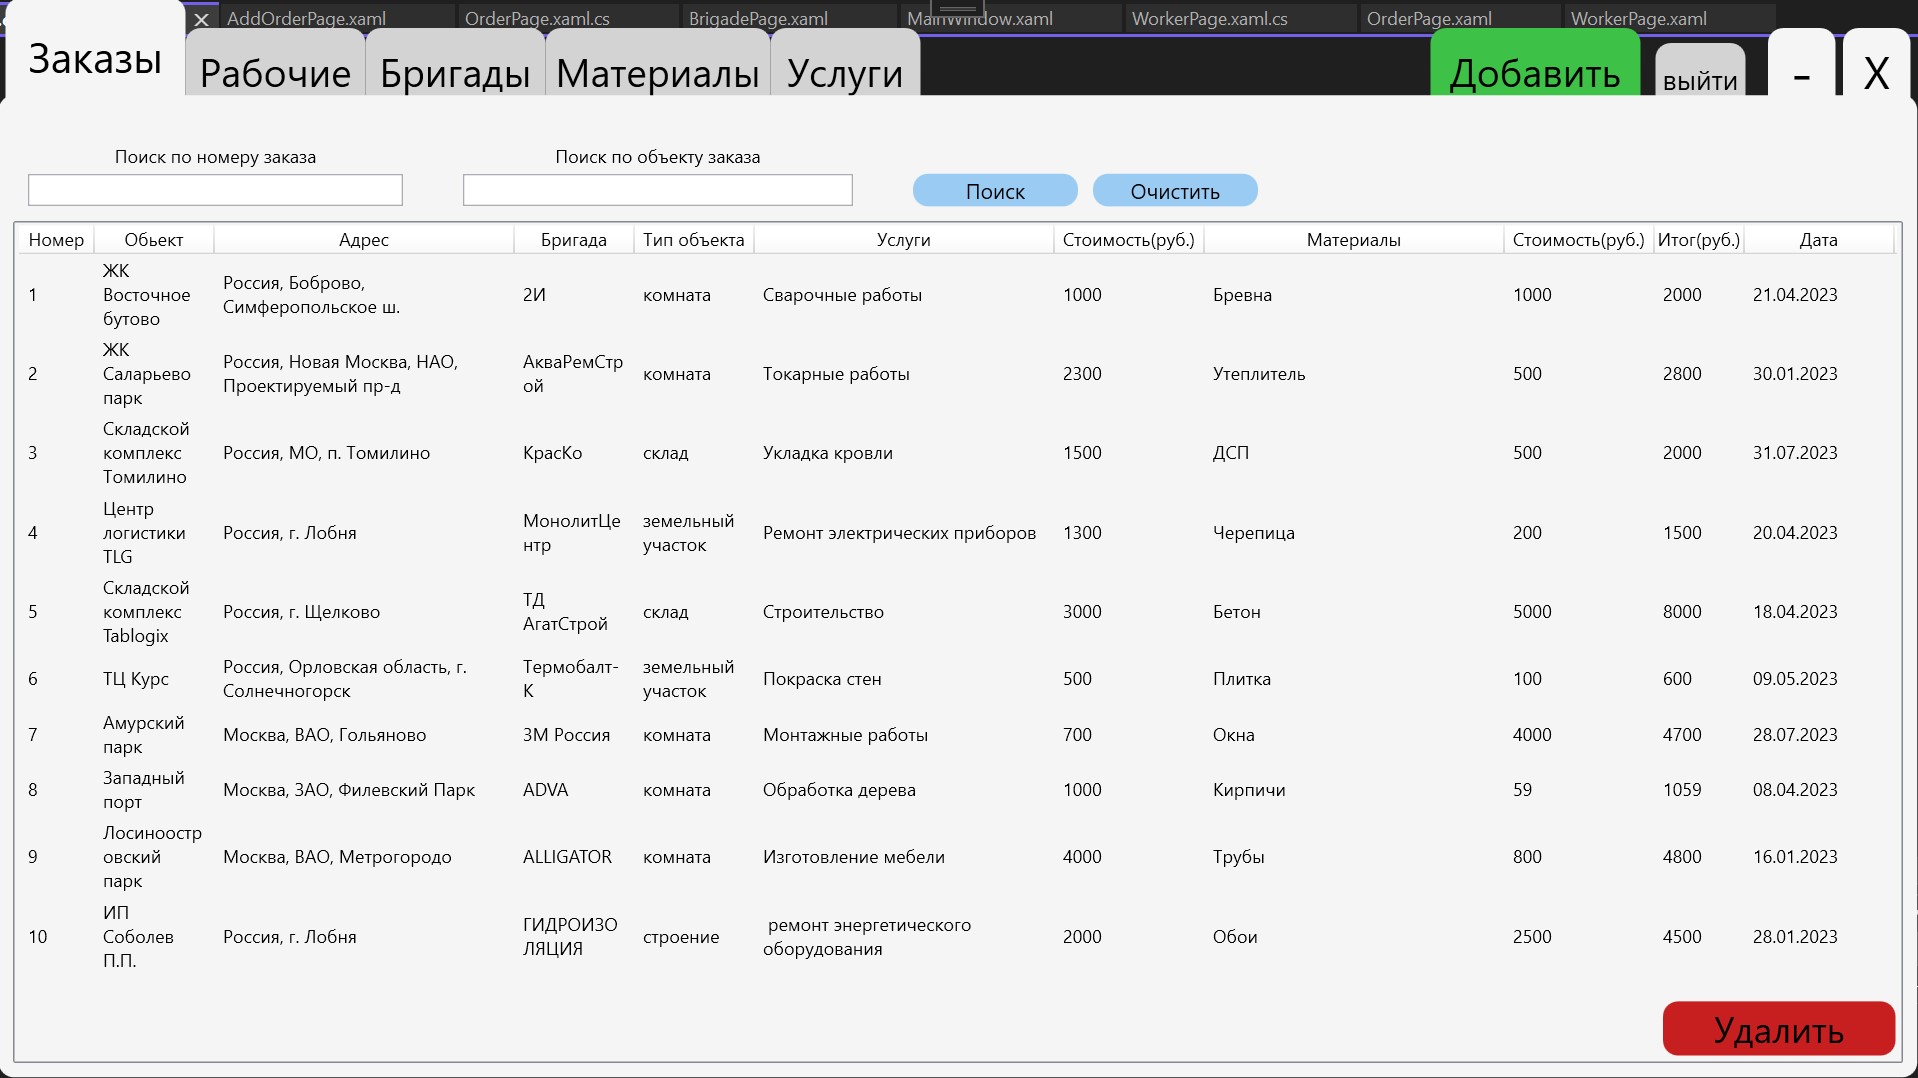 AddOrderPage.xaml OrderPage.xaml.cs BrigadePage.xaml MainWindow.xaml WorkerPage.xaml.cs OrderPage.xaml WorkerPage.xaml
Заказы Рабочие Бригады Материалы Услуги Добавить выйти - X
Поиск по номеру заказа Поиск по объекту заказа
Поиск Очистить
Номер Обьект Адрес Бригада Тип объекта Услуги Стоимость(руб.) Материалы Стоимость(руб.) Итог(руб.) Дата
ЖК
Россия, Боброво,
1 Восточное 2И комната Сварочные работы 1000 Бревна 1000 2000 21.04.2023
Симферопольское ш.
бутово
ЖК
Россия, Новая Москва, НАО, АкваРемСтр
2 Саларьево комната Токарные работы 2300 Утеплитель 500 2800 30.01.2023
Проектируемый пр-д ой
парк
Складской
3 комплекс Россия, МО, п. Томилино КрасКо склад Укладка кровли 1500 ДСП 500 2000 31.07.2023
Томилино
Центр
МонолитЦе земельный
4 логистики Россия, г. Лобня Ремонт электрических приборов 1300 Черепица 200 1500 20.04.2023
нтр участок
TLG
Складской
ТД
5 комплекс Россия, г. Щелково склад Строительство 3000 Бетон 5000 8000 18.04.2023
АгатСтрой
Tablogix
Россия, Орловская область, г. Термобалт- земельный
6 ТЦ Курс Покраска стен 500 Плитка 100 600 09.05.2023
Солнечногорск К участок
Амурский
7 Москва, ВАО, Гольяново 3М Россия комната Монтажные работы 700 Окна 4000 4700 28.07.2023
парк
Западный
8 Москва, ЗАО, Филевский Парк ADVA комната Обработка дерева 1000 Кирпичи 59 1059 08.04.2023
порт
Лосиноостр
9 овский Москва, ВАО, Метрогородо ALLIGATOR комната Изготовление мебели 4000 Трубы 800 4800 16.01.2023
парк
ИП
ГИДРОИЗО ремонт энергетического
10 Соболев Россия, г. Лобня строение 2000 Обои 2500 4500 28.01.2023
ЛЯЦИЯ оборудования
П.П.
Удалить